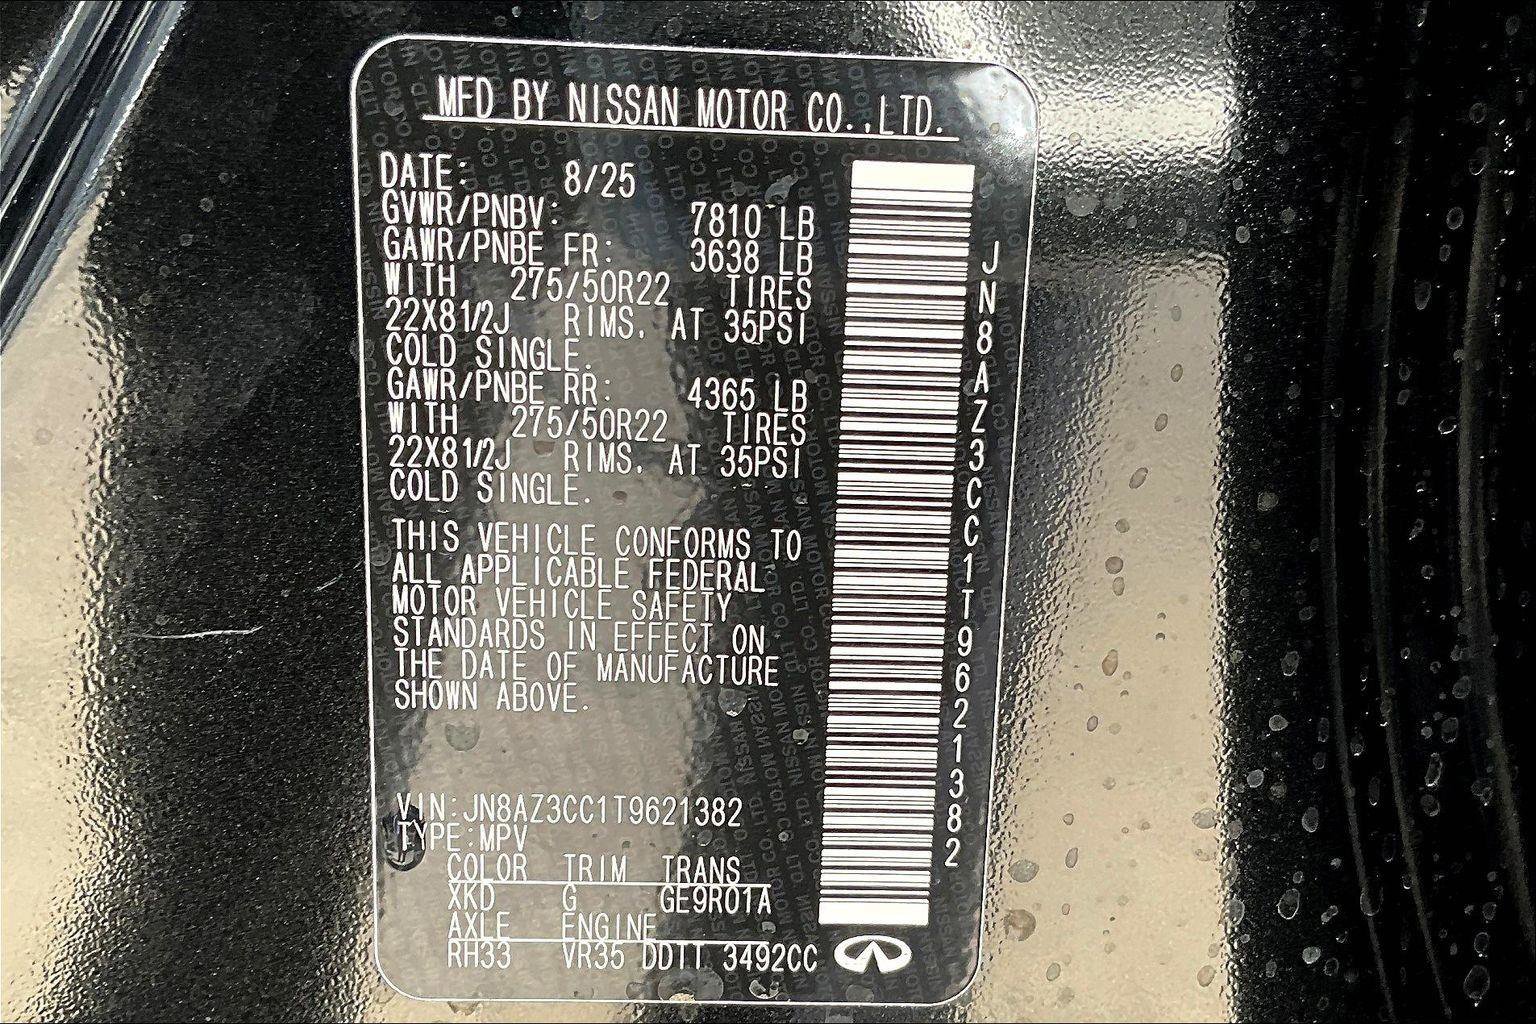 MFD BY NISSAN MOTOR CO.,LTD.
DATE: 8/25
GVWR/PNBV: 7810 LB
GAWR/PNBE FR: 3638 LB
WITH 275/50R22 TIRES
22X81/2J RIMS. AT 35PSI
COLD SINGLE.
GAWR/PNBE RR: 4365 LB
WITH 275/50R22 TIRES
22X81/2J RIMS. AT 35PSI
COLD SINGLE.
THIS VEHICLE CONFORMS TO
ALL APPLICABLE FEDERAL
MOTOR VEHICLE SAFETY
STANDARDS IN EFFECT ON
THE DATE OF MANUFACTURE
SHOWN ABOVE.
VIN:JN8AZ3CC1T9621382
TYPE:MPV
COLOR TRIM TRANS
XKD G GE9R01A
AXLE ENGINE
RH33 VR35 DDTT 3492CC
JN8AZ3CC1T9621382